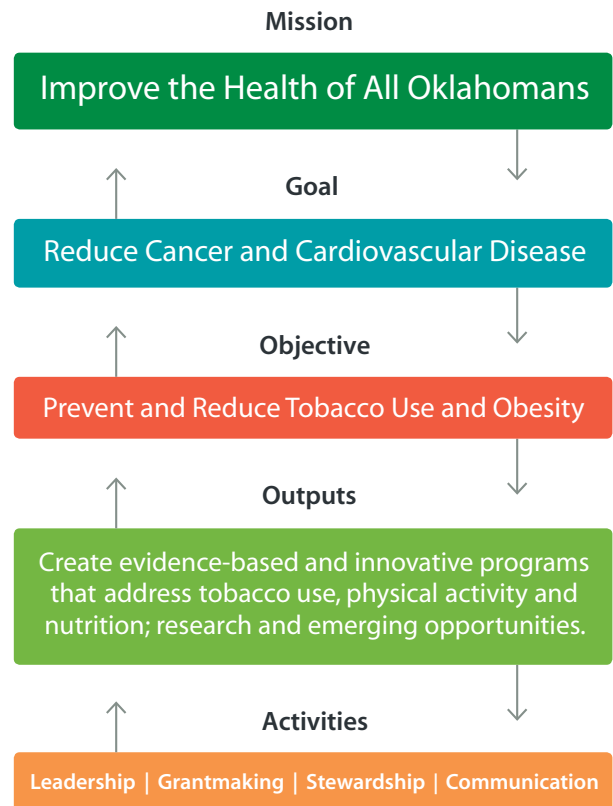 Mission
Improve the Health of All Oklahomans
Goal
Reduce Cancer and Cardiovascular Disease
Objective
Prevent and Reduce Tobacco Use and Obesity
Outputs
Create evidence-based and innovative programs
that address tobacco use, physical activity and
nutrition; research and emerging opportunities.
Activities
Leadership | Grantmaking | Stewardship | Communication